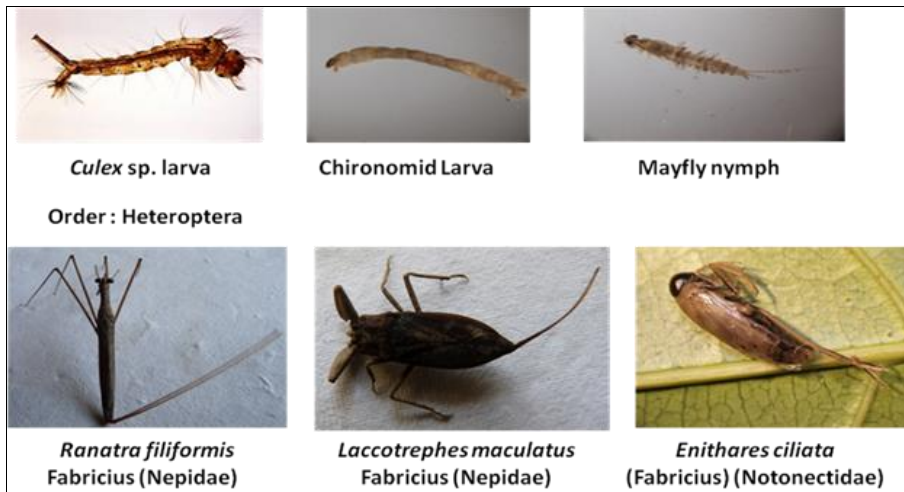 Culex sp. larva
Chironomid Larva
Mayfly nymph
Order : Heteroptera
Ranatra filiformis
Fabricius (Nepidae)
Laccotrephes maculatus
Fabricius (Nepidae)
Enithares ciliata
(Fabricius) (Notonectidae)